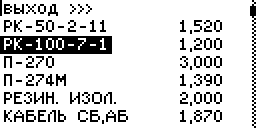 ВЫХОД >>>
РК-50-2-11 1,520
РК-100-7-1 1,200
П-270 3,000
П-274М 1,390
РЕЗИН. ИЗОЛ. 2,000
КАБЕЛЬ СБ,АБ 1,870